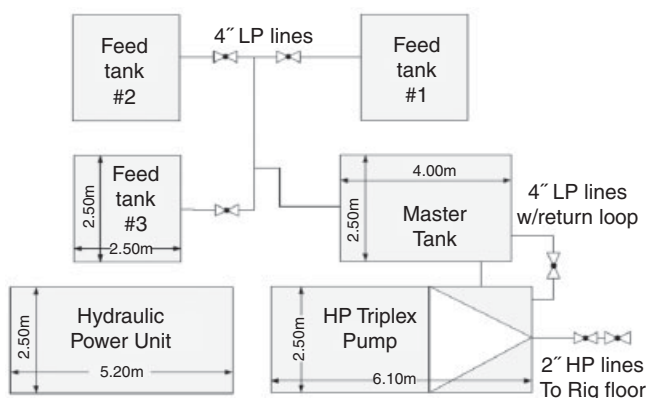 4″ LP lines
Feed
tank
#2
Feed
tank
#1
2.50m
Feed
tank
#3
2.50m
4.00m
2.50m
Master
Tank
4″ LP lines
w/return loop
2.50m
Hydraulic
Power Unit
5.20m
2.50m
HP Triplex
Pump
6.10m
2″ HP lines
To Rig floor